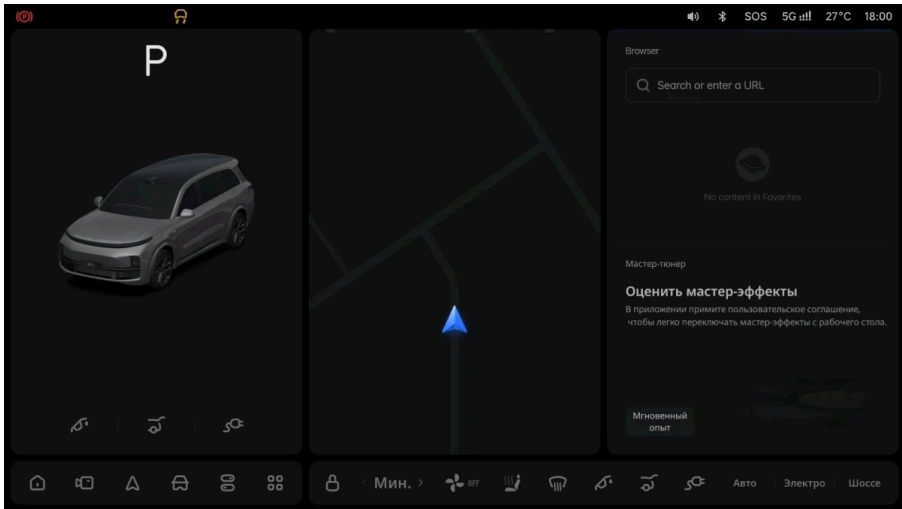 SOS 5G 27°C 18:00
P
Browser
Search or enter a URL
No content in Favorites
Мастер-тюнер
Оценить мастер-эффекты
В приложении примите пользовательское соглашение,
чтобы легко переключать мастер-эффекты с рабочего стола.
Мгновенный
опыт
Мин. OFF Авто Электро Шоссе